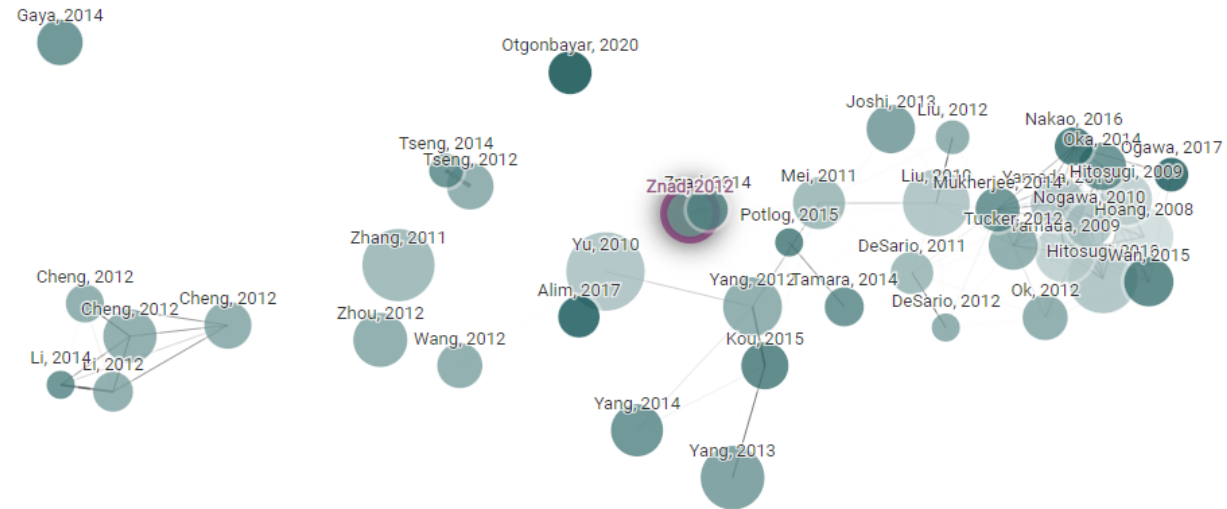 Gaya, 2014
Otgonbayar, 2020
Joshi, 2013
Liu, 2012
Nakao, 2016
Oka, 2014
Ogawa, 2017
Tseng, 2014
Tseng, 2012
Hitosugi, 2009
Mei, 2011
Liu, 2010
Mukherjee, 2014
Znad, 2012
Nogawa, 2010
Hoang, 2008
Potlog, 2015
Tucker, 2012
Yamada, 2009
Zhang, 2011
Yu, 2010
DeSario, 2011
Hitosugi,
Wan, 2015
Cheng, 2012
Cheng, 2012
Cheng, 2012
Alim, 2017
Yang, 2012
Tamara, 2014
DeSario, 2012
Ok, 2012
Zhou, 2012
Wang, 2012
Kou, 2015
Li, 2014
Li, 2012
Yang, 2014
Yang, 2013